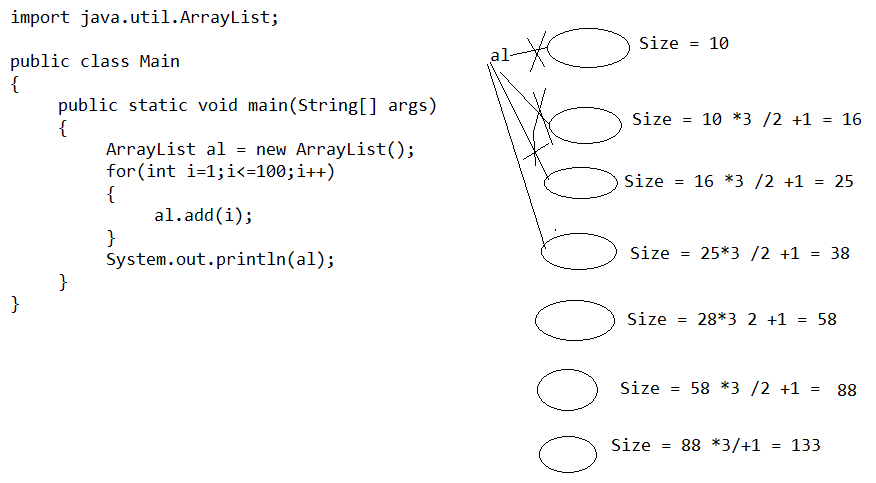 import java.util.ArrayList;
public class Main
{
public static void main(String[] args)
{
ArrayList al = new ArrayList();
for(int i=1;i<=100;i++)
{
al.add(i);
}
System.out.println(al);
}
}
al
Size = 10
Size = 10 *3 /2 +1 = 16
Size = 16 *3 /2 +1 = 25
Size = 25*3 /2 +1 = 38
Size = 28*3 2 +1 = 58
Size = 58 *3 /2 +1 = 88
Size = 88 *3/+1 = 133